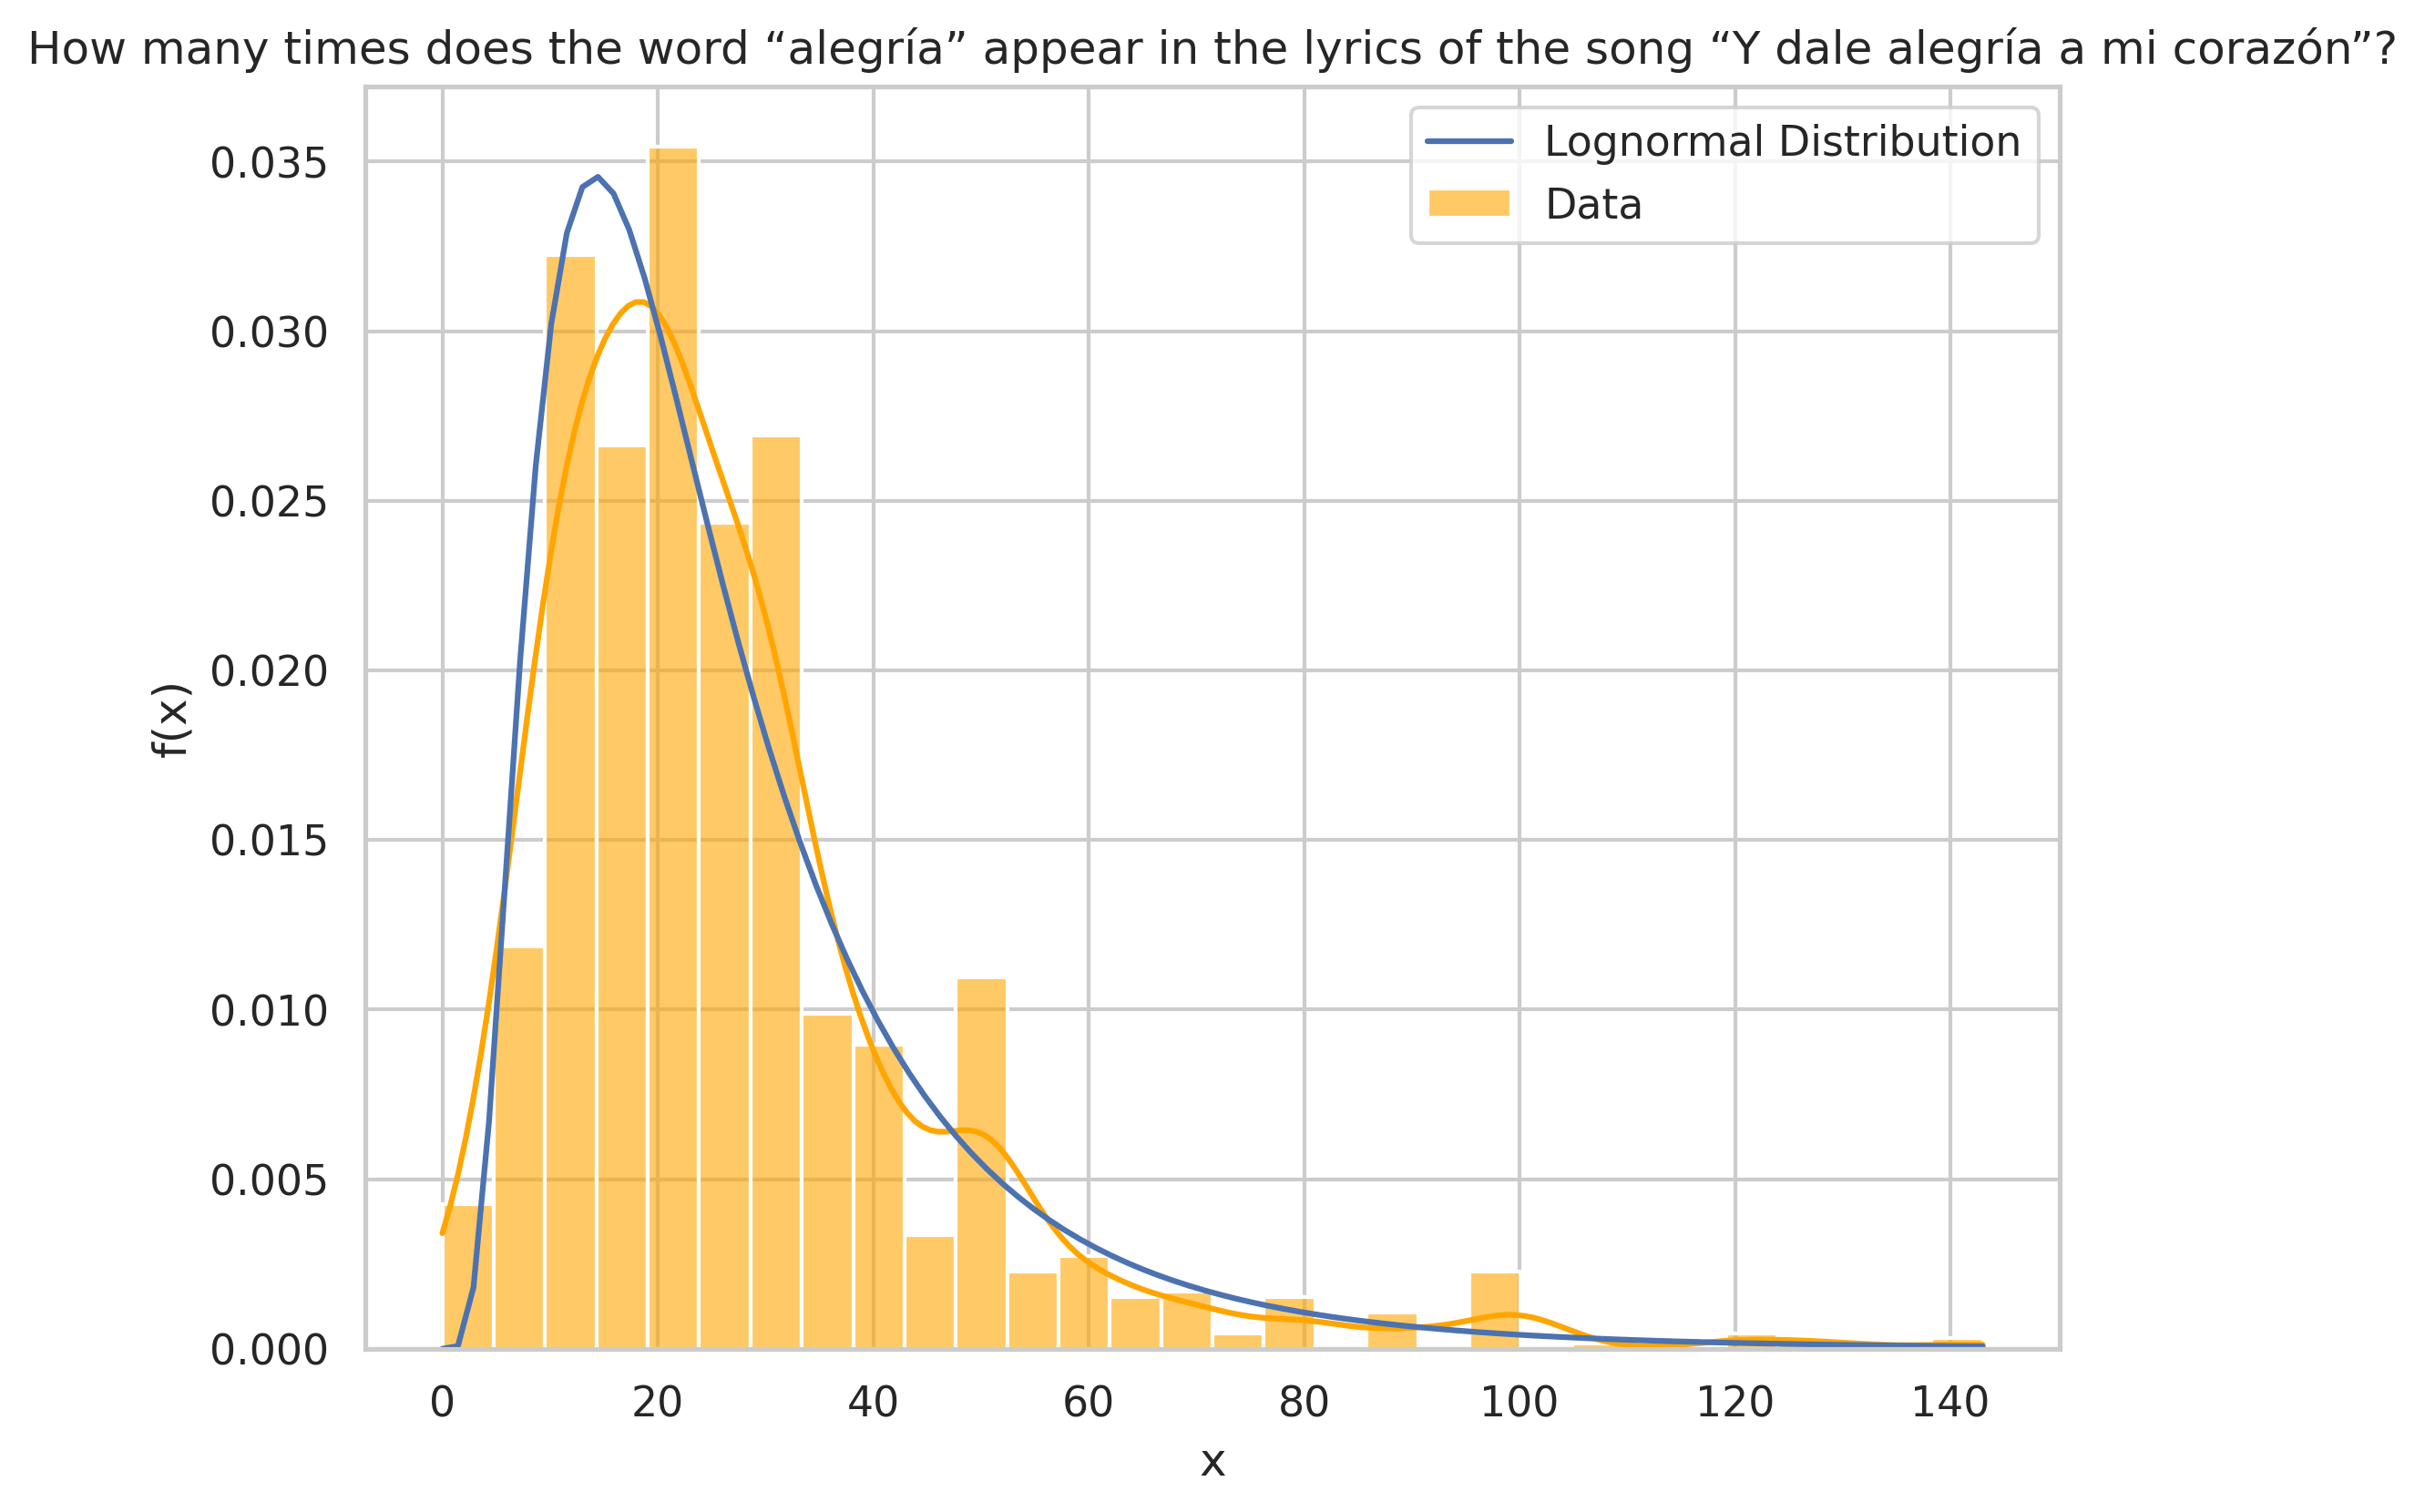 How many times does the word “alegría” appear in the lyrics of the song “Y dale alegría a mi corazón”?
Lognormal Distribution
Data
0.035
0.030
0.025
0.020
0.015
0.010
0.005
0.000
f(x)
0 20 40 60 80 100 120 140
x